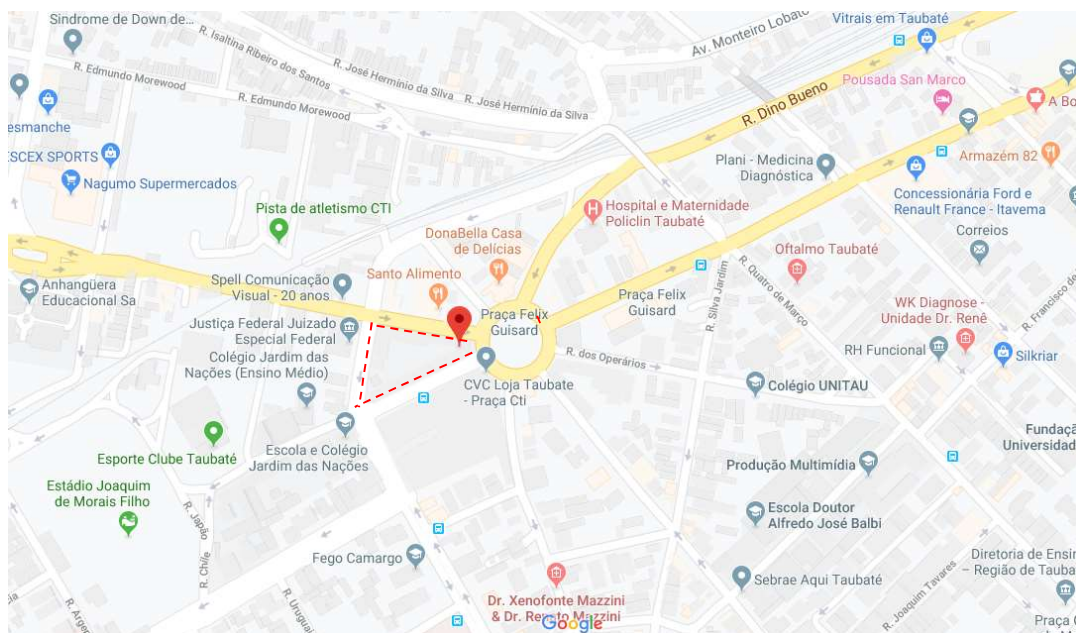 Sindrome de Down de...
R. Isaltina Ribeiro dos Santos
R. Edmundo Morewood
R. José Hermínio da Silva
R. José Hermínio da Silva
R. Edmundo Morewood
Av. Monteiro Lobato
Vitrais em Taubaté
Pousada San Marco
R. Dino Bueno
A Bo
esmanche
ESCEX SPORTS
Nagumo Supermercados
Plani - Medicina
Diagnóstica
Armazém 82
Concessionária Ford e
Renault France - Itavema
Correios
Pista de atletismo CTI
Hospital e Maternidade
Policlin Taubaté
DonaBella Casa
de Delícias
Oftalmo Taubaté
Anhangüera
Educacional Sa
Spell Comunicação
Visual - 20 anos
Santo Alimento
Praça Felix
Guisard
Praça Felix
Guisard
R. Silva Jardim
R. Quatro de Março
R. Francisco de
WK Diagnose -
Unidade Dr. Renê
Justiça Federal Juizado
Especial Federal
Colégio Jardim das
Nações (Ensino Médio)
R. dos Operários
RH Funcional
Silkriar
CVC Loja Taubate
- Praça Cti
Colégio UNITAU
Escola e Colégio
Jardim das Nações
Fundaçã
Universidad
Esporte Clube Taubaté
Produção Multimídia
Estádio Joaquim
de Morais Filho
R. Japão
Escola Doutor
Alfredo José Balbi
R. Chile
Fego Camargo
Diretoria de Ensin
– Região de Tauba
Sebrae Aqui Taubaté
R. Joaquim Tavares
R. Uruguai
R. Arge
Dr. Xenofonte Mazzini
& Dr. Renato Mazzini
Google
Praça C